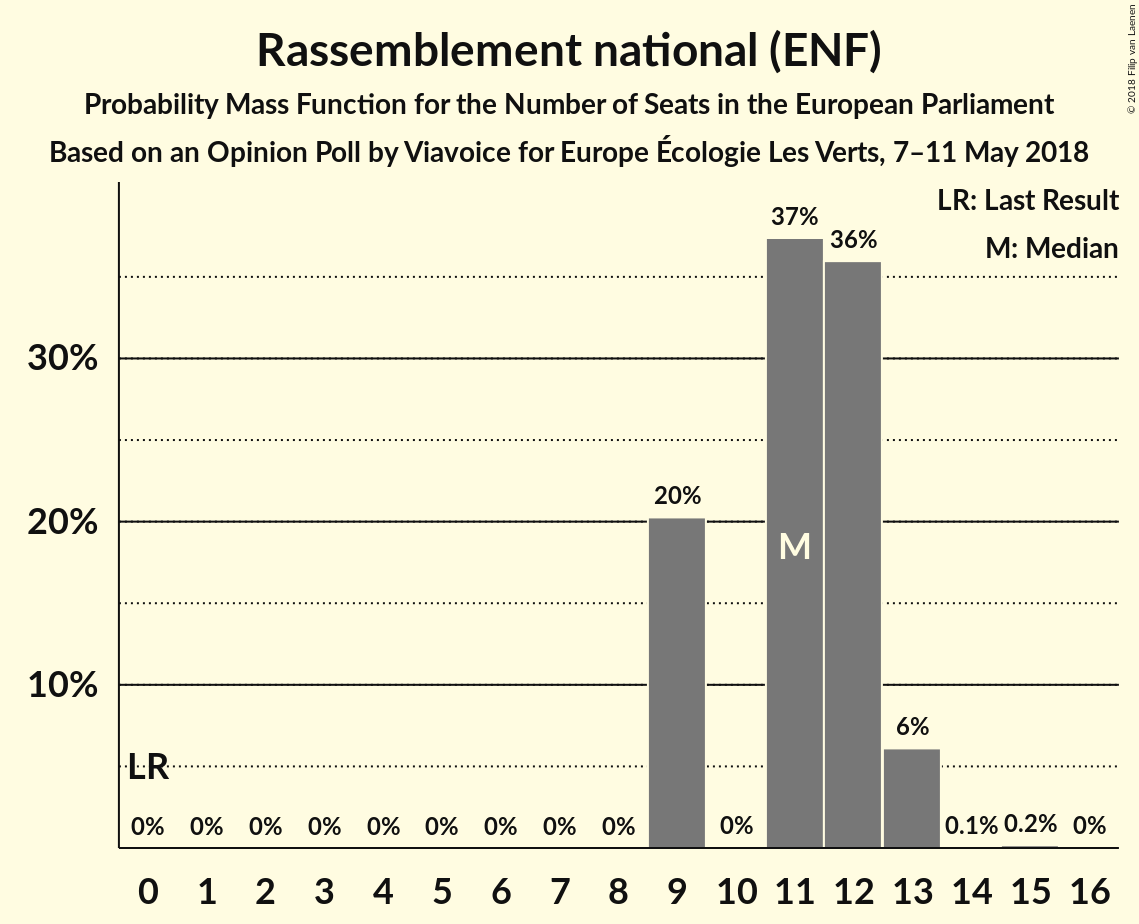 Rassemblement national (ENF)
Probability Mass Function for the Number of Seats in the European Parliament
Based on an Opinion Poll by Viavoice for Europe Écologie Les Verts, 7–11 May 2018
© 2018 Filip van Laenen
LR: Last Result
M: Median
37%
36%
30%
20%
20%
M
10%
6%
LR
0% 0% 0% 0% 0% 0% 0% 0% 0% 0% 0.1% 0.2% 0%
0 1 2 3 4 5 6 7 8 9 10 11 12 13 14 15 16